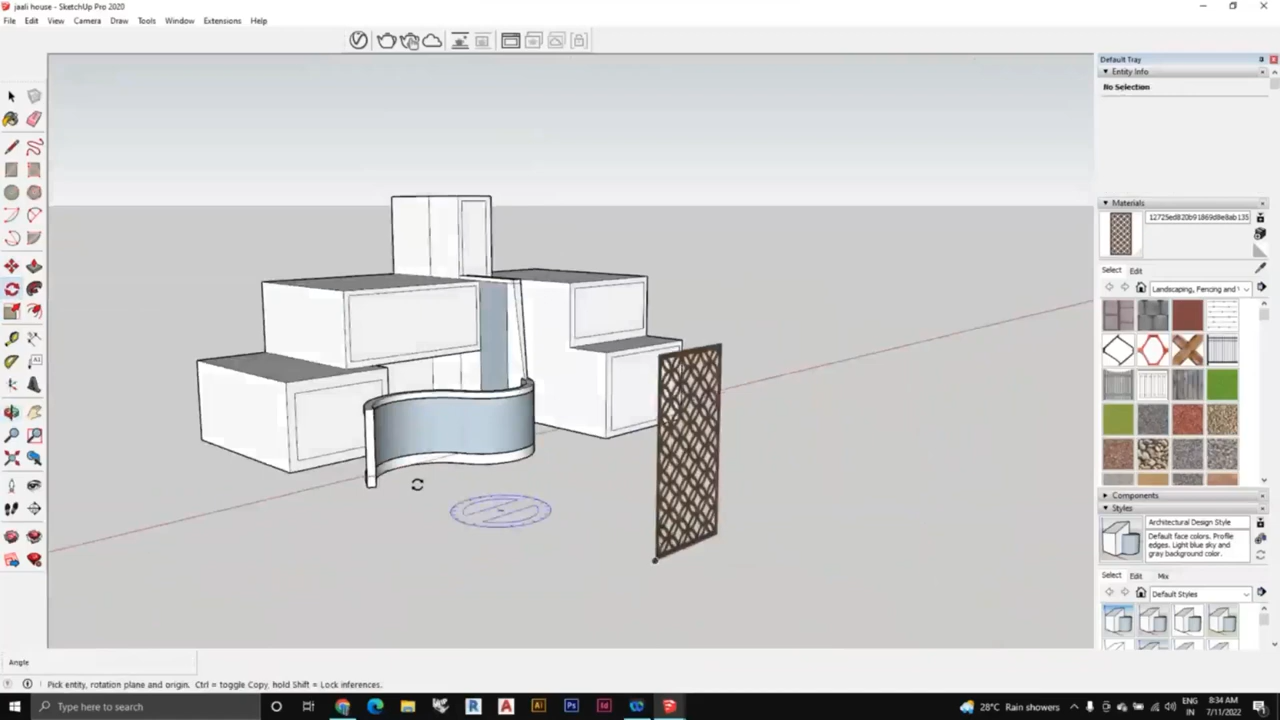 jaali house - SketchUp Pro 2020
File Edit View Camera Draw Tools Window Extensions Help
Default Tray
Entity Info
No Selection
Materials
Select Edit
Landscaping, Fencing and
Components
Styles
Architectural Design Style
Default face colors. Profile
edges. Light blue sky and
gray background color.
Select Edit Mix
Default Styles
Angle
Pick entity, rotation plane and origin. Ctrl = toggle Copy, hold Shift = Lock inferences.
Type here to search
28°C Rain showers
ENG
IN
8:34 AM
7/11/2022